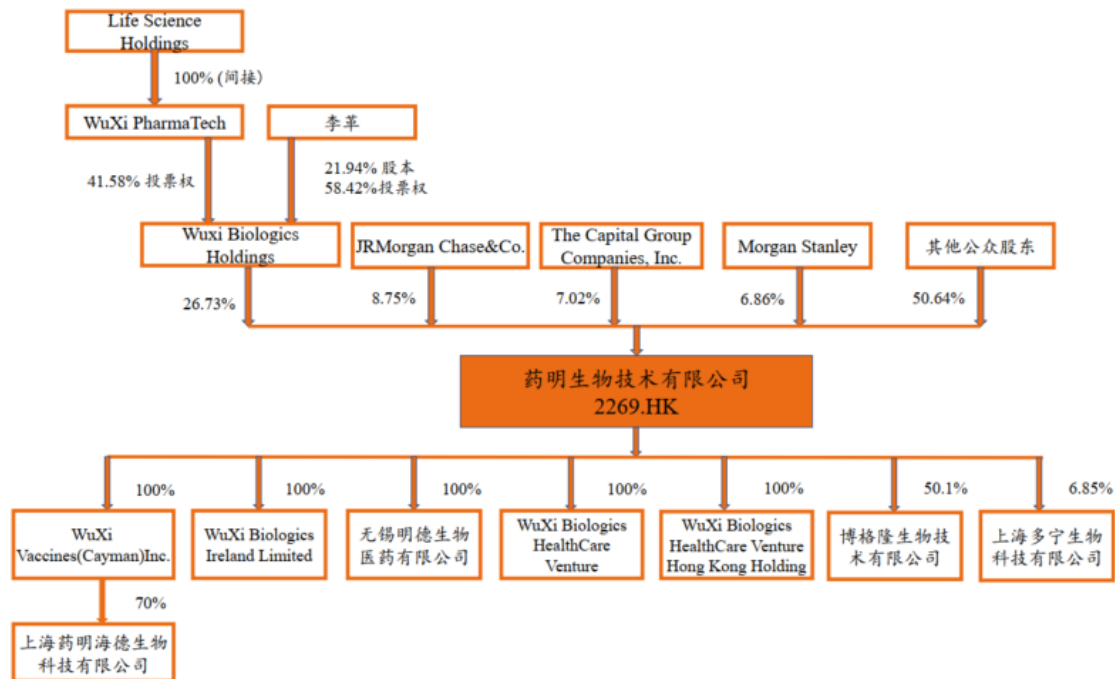 Life Science
Holdings
100% (间接)
WuXi PharmaTech
李革
41.58% 投票权
21.94% 股本
58.42%投票权
Wuxi Biologics
Holdings
JRMorgan Chase&Co.
The Capital Group
Companies, Inc.
Morgan Stanley
其他公众股东
26.73%
8.75%
7.02%
6.86%
50.64%
药明生物技术有限公司
2269.HK
100%
100%
100%
100%
100%
50.1%
6.85%
WuXi
Vaccines(Cayman)Inc.
WuXi Biologics
Ireland Limited
无锡明德生物
医药有限公司
WuXi Biologics
HealthCare
Venture
WuXi Biologics
HealthCare Venture
Hong Kong Holding
博格隆生物技
术有限公司
上海多宁生物
科技有限公司
70%
上海药明海德生物
科技有限公司